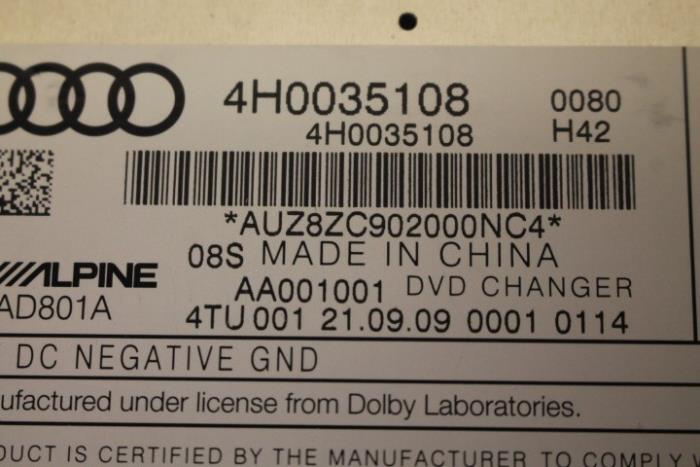 4H0035108 0080
4H0035108 H42
*AUZ8ZC902000NC4*
08S MADE IN CHINA
ALPINE AA001001 DVD CHANGER
AD801A 4TU 001 21.09.09 0001 0114
DC NEGATIVE GND
ufactured under license from Dolby Laboratories.
DUCT IS CERTIFIED BY THE MANUFACTURER TO COMPLY